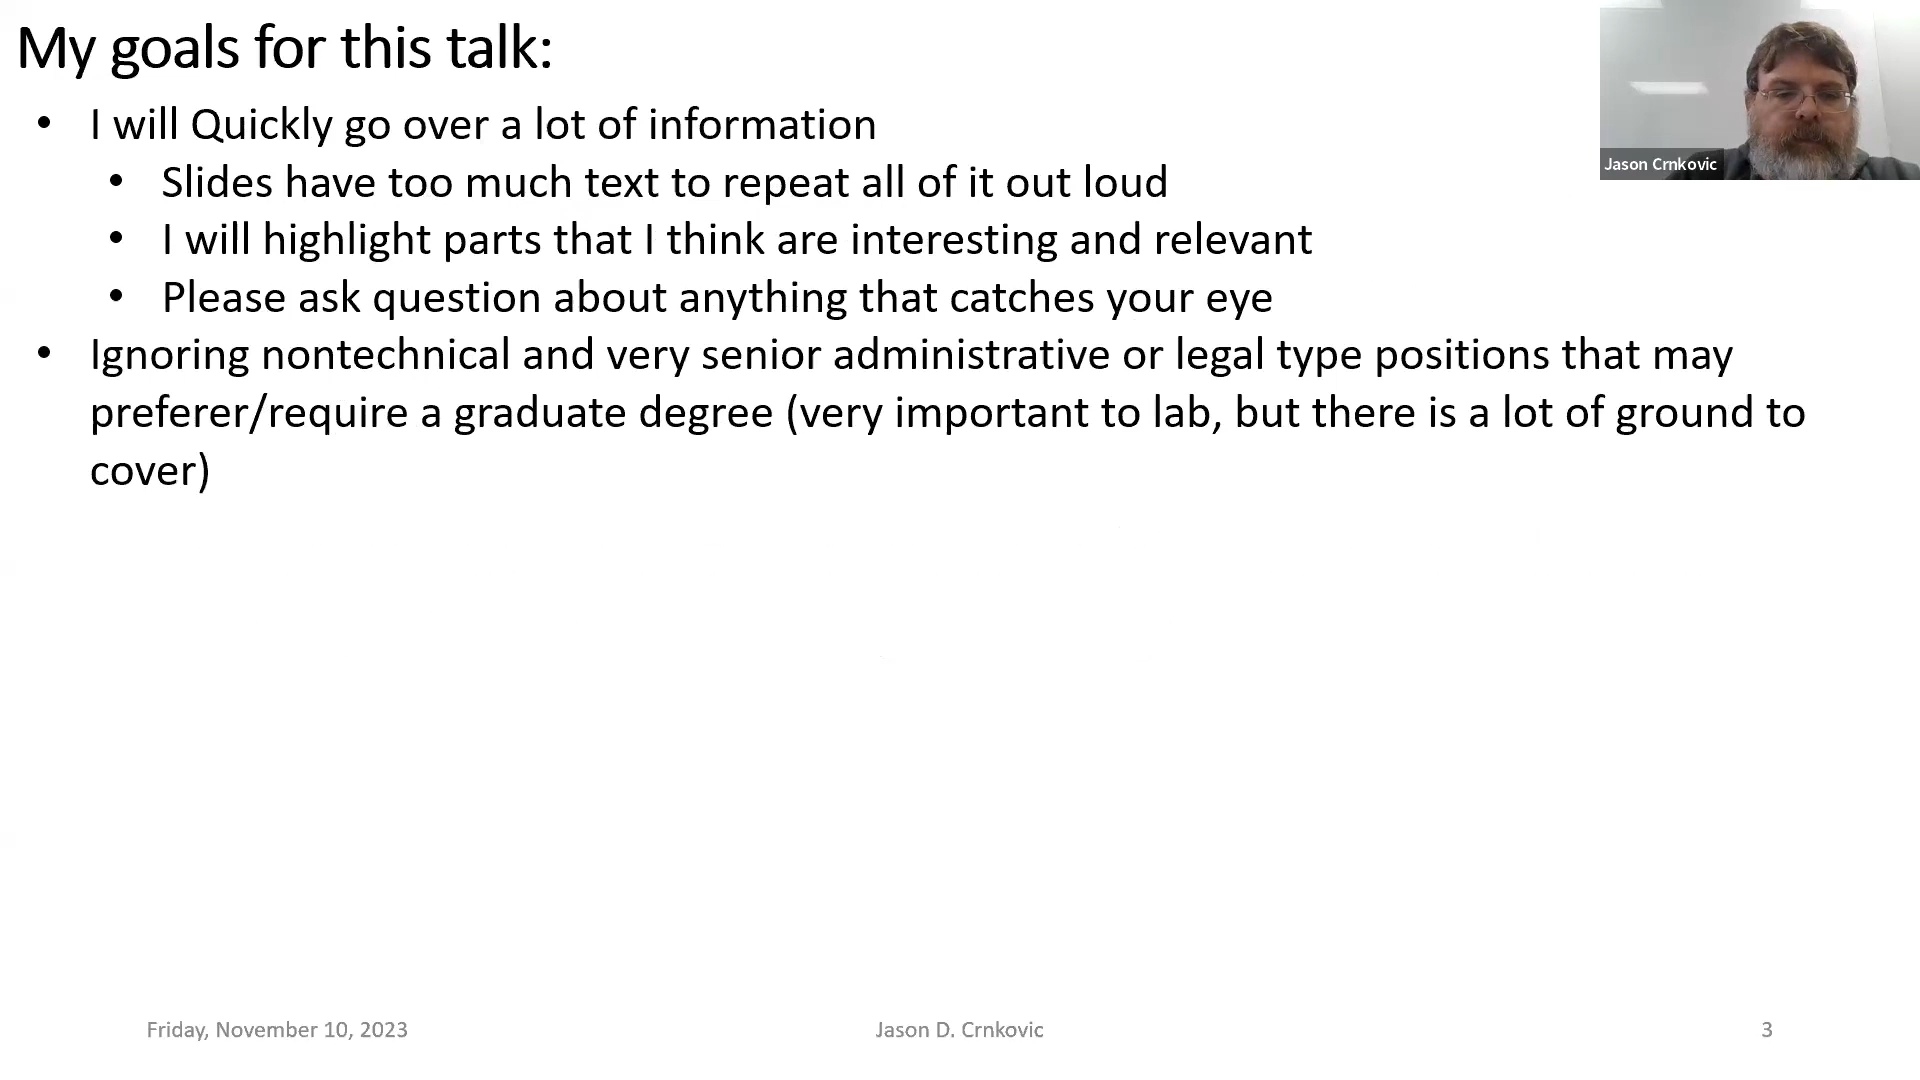 My goals for this talk:
• I will Quickly go over a lot of information
• Slides have too much text to repeat all of it out loud
• I will highlight parts that I think are interesting and relevant
• Please ask question about anything that catches your eye
• Ignoring nontechnical and very senior administrative or legal type positions that may
preferer/require a graduate degree (very important to lab, but there is a lot of ground to
cover)
Jason Crnkovic
Friday, November 10, 2023
Jason D. Crnkovic
3